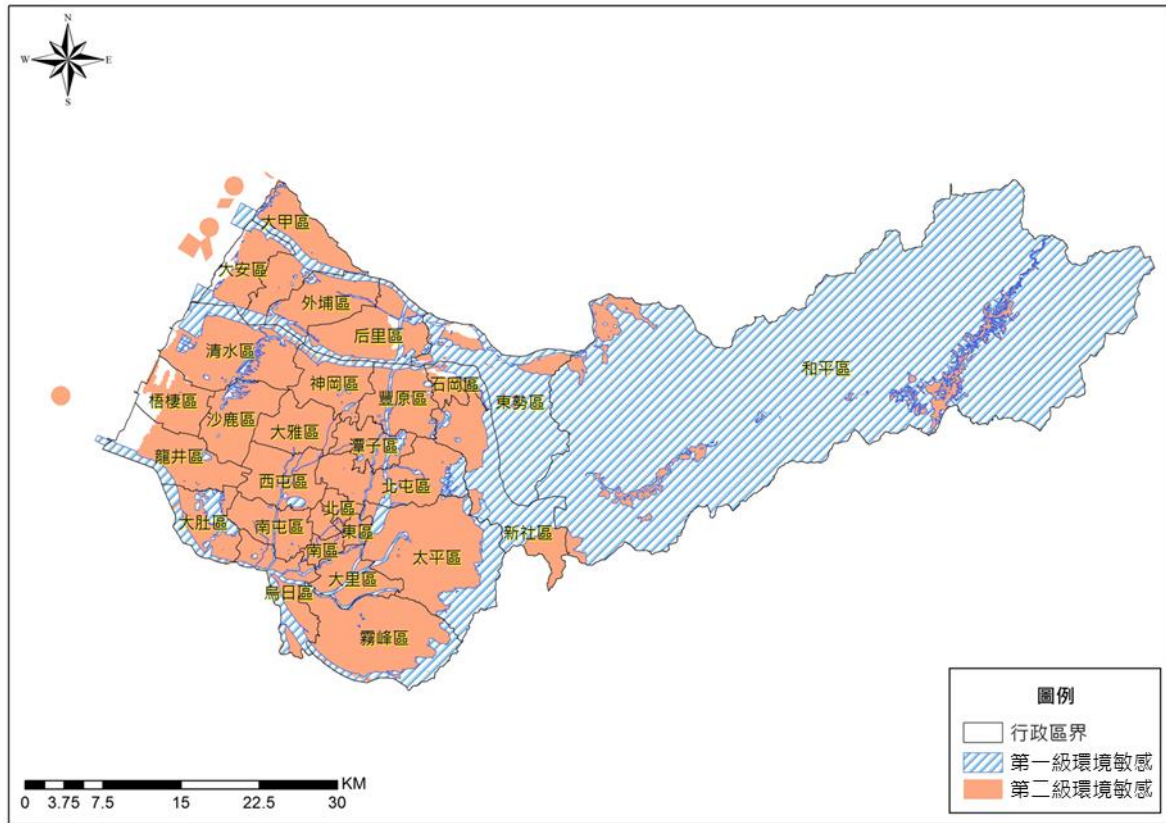 N
W E
S
大甲區
大安區
外埔區
后里區
清水區
神岡區
豐原區
石岡區
東勢區
和平區
梧棲區
沙鹿區
大雅區
潭子區
龍井區
西屯區
北屯區
北區
大肚區
南屯區
東區
新社區
南區
太平區
大里區
烏日區
霧峰區
圖例
行政區界
第一級環境敏感
第二級環境敏感
KM
0 3.75 7.5 15 22.5 30